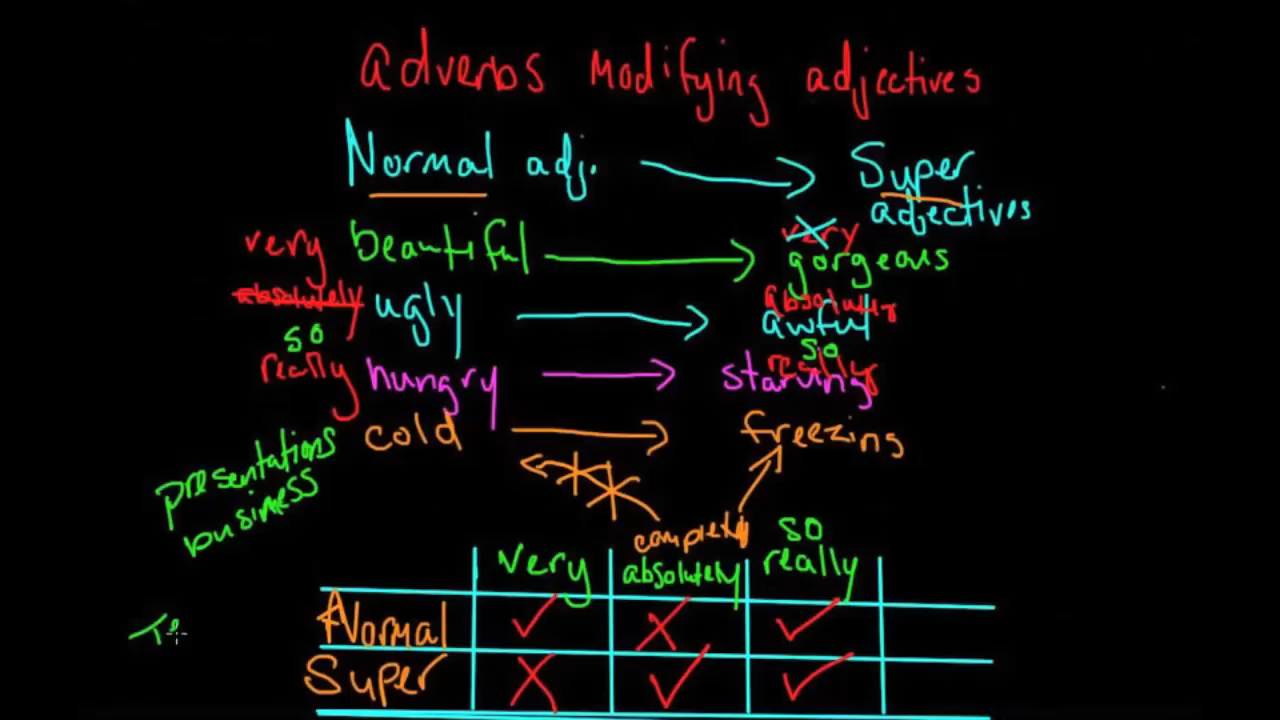 adverbs modifying adjectives
Normal adj. Super
adjectives
very beautiful very
gorgeous
absolutely ugly absolutely
awful
so so
really hungry really
starving
cold freezing
presentations
business
completely so
very absolutely really
Normal
Super